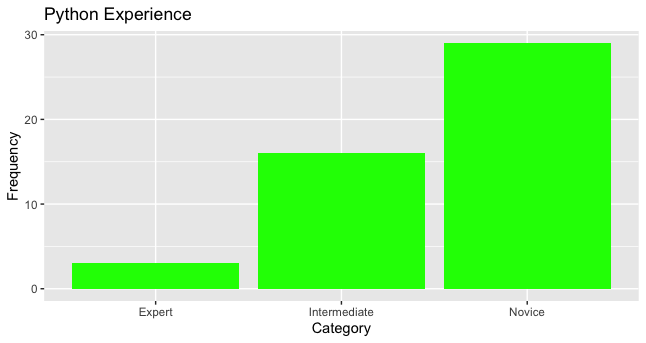 Python Experience
30
20
10
0
Frequency
Expert Intermediate Novice
Category